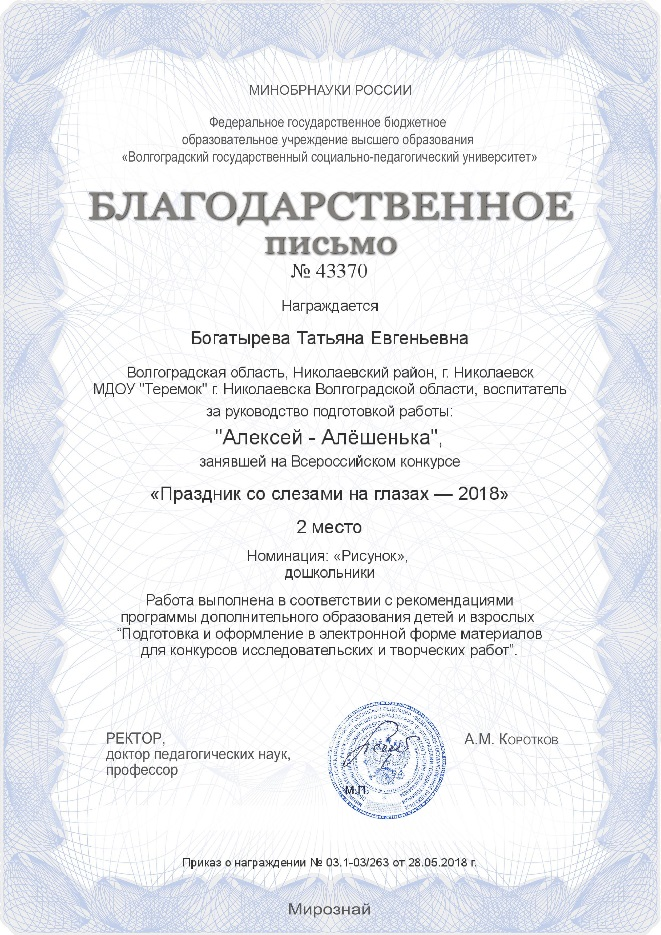 МИНОБРНАУКИ РОССИИ
Федеральное государственное бюджетное
образовательное учреждение высшего образования
«Волгоградский государственный социально-педагогический университет»
БЛАГОДАРСТВЕННОЕ
письмо
№ 43370
Награждается
Богатырева Татьяна Евгеньевна
Волгоградская область, Николаевский район, г. Николаевск
МДОУ "Теремок" г. Николаевска Волгоградской области, воспитатель
за руководство подготовкой работы:
"Алексей - Алёшенька",
занявшей на Всероссийском конкурсе
«Праздник со слезами на глазах — 2018»
2 место
Номинация: «Рисунок»,
дошкольники
Работа выполнена в соответствии с рекомендациями
программы дополнительного образования детей и взрослых
“Подготовка и оформление в электронной форме материалов
для конкурсов исследовательских и творческих работ”.
РЕКТОР,
доктор педагогических наук,
профессор
М.П.
А.М. Коротков
Приказ о награждении № 03.1-03/263 от 28.05.2018 г.
Мирознай